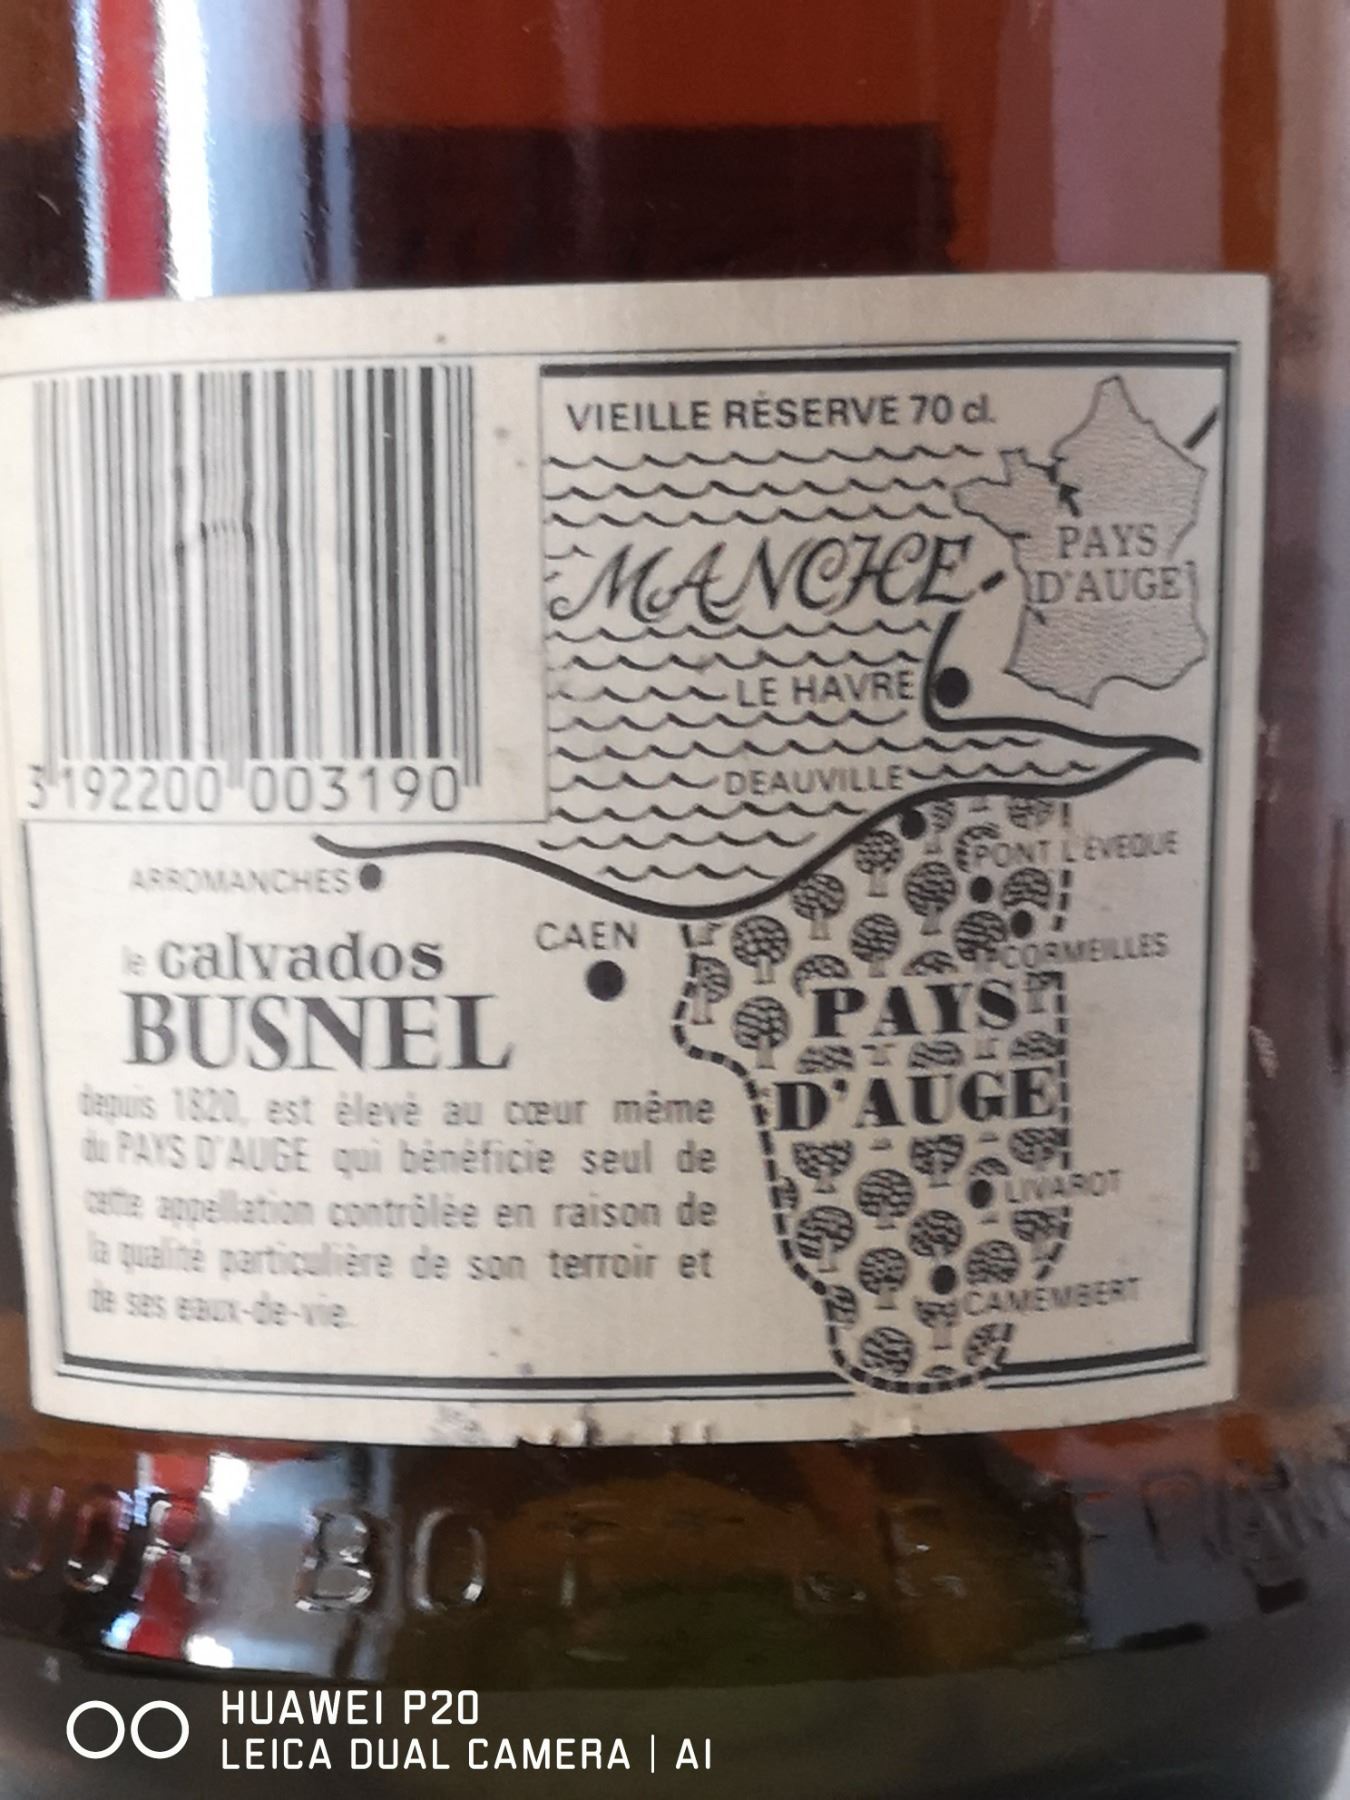 VIEILLE RÉSERVE 70 cl.
MANCHE
PAYS
D'AUGE
LE HAVRE
DEAUVILLE
3 192200 003190
PONT L'EVEQUE
ARROMANCHES
CAEN
CORMEILLES
le calvados
BUSNEL
PAYS
D'AUGE
depuis 1820, est élevé au cœur même
du PAYS D'AUGE qui bénéficie seul de
cette appellation contrôlée en raison de
la qualité particulière de son terroir et
de ses eaux-de-vie.
LIVAROT
CAMEMBERT
HUAWEI P20
LEICA DUAL CAMERA | AI